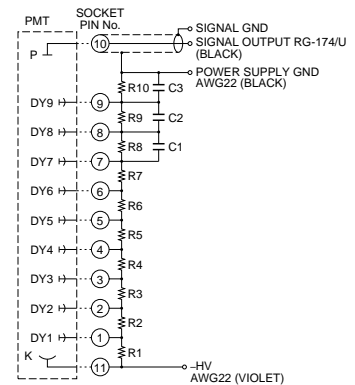 SOCKET
PIN No.
PMT
SIGNAL GND
10
SIGNAL OUTPUT RG-174/U
(BLACK)
P
POWER SUPPLY GND
AWG22 (BLACK)
R10 C3
DY9 9
R9 C2
DY8 8
R8 C1
DY7 7
R7
DY6 6
R6
DY5 5
R5
DY4 4
R4
DY3 3
R3
DY2 2
R2
DY1 1
R1
K
11
–HV
AWG22 (VIOLET)